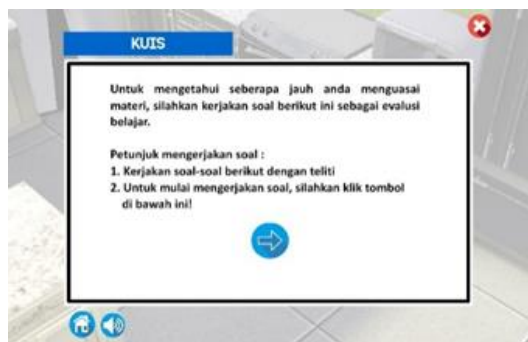 KUIS
Untuk mengetahui seberapa jauh anda menguasai
materi, silahkan kerjakan soal berikut ini sebagai evalusi
belajar.
Petunjuk mengerjakan soal :
1. Kerjakan soal-soal berikut dengan teliti
2. Untuk mulai mengerjakan soal, silahkan klik tombol
di bawah ini!